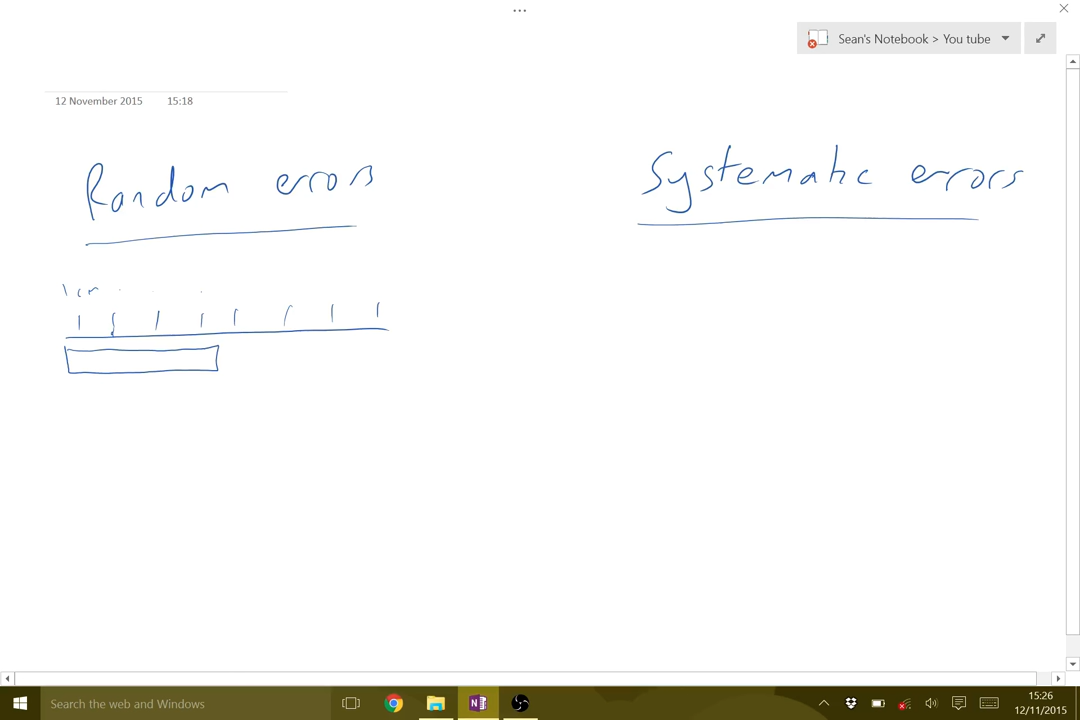 Sean's Notebook > You tube
12 November 2015 15:18
Random errors
Systematic errors
1cm
Search the web and Windows
15:26
12/11/2015